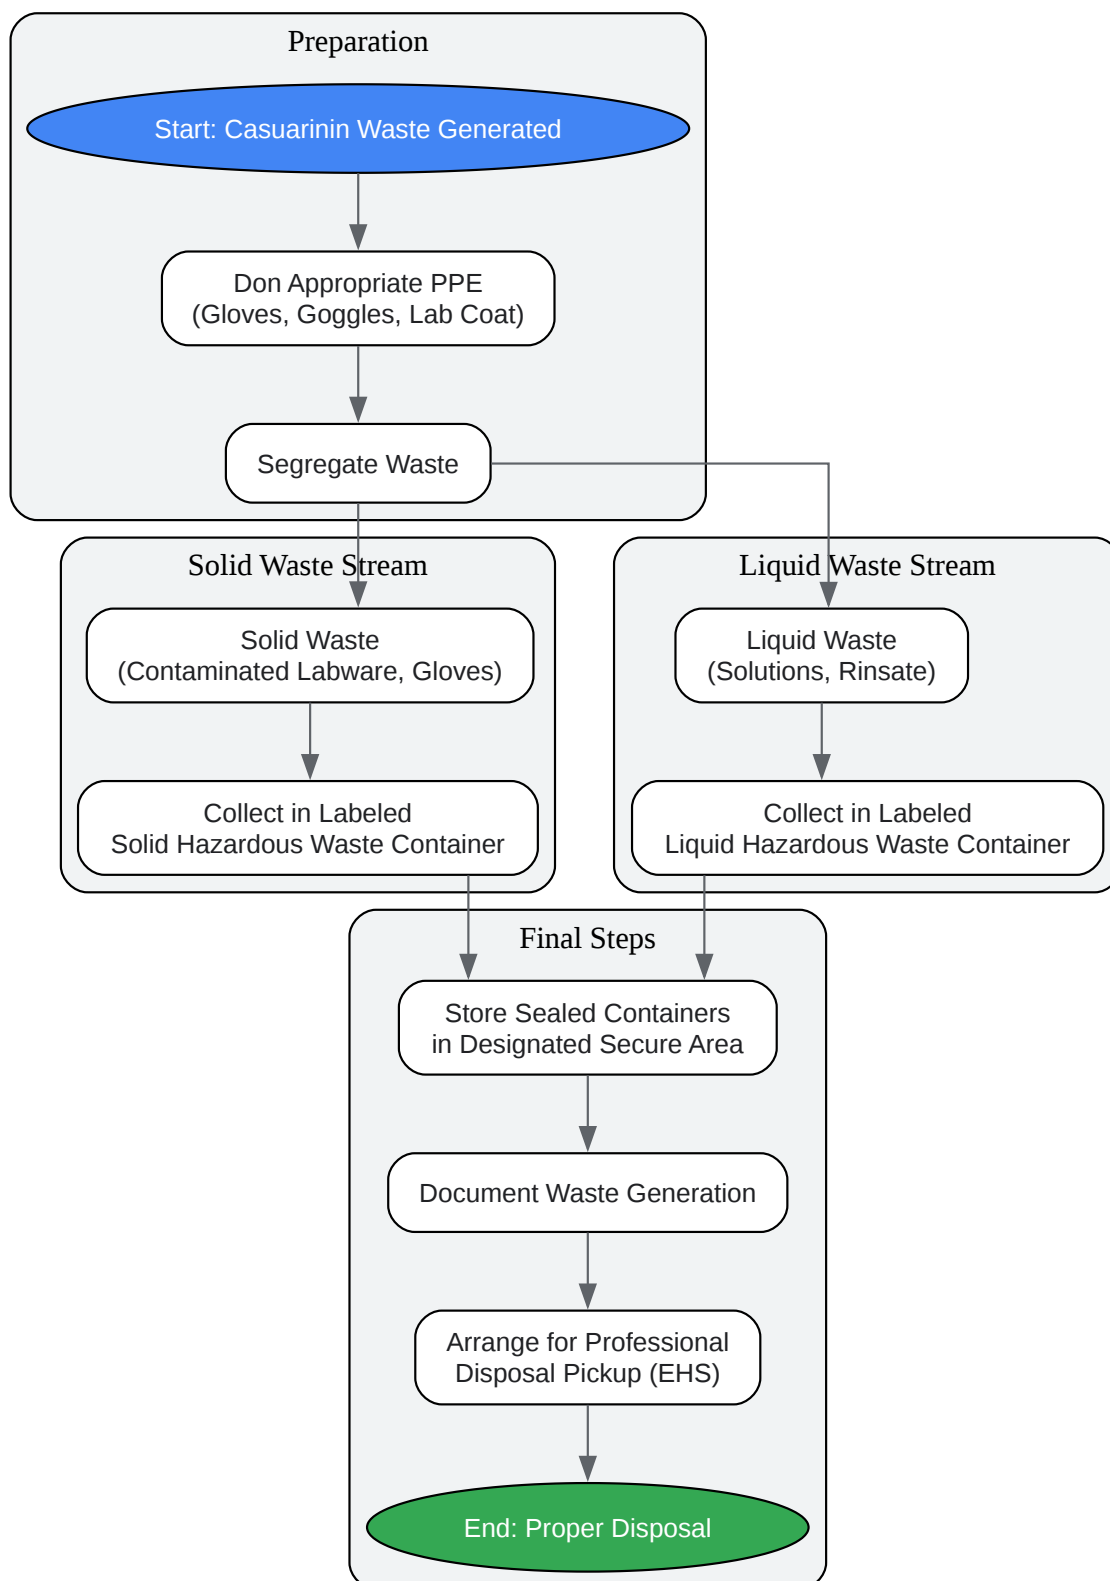 Preparation
Start: Casuarinin Waste Generated
Don Appropriate PPE
(Gloves, Goggles, Lab Coat)
Segregate Waste
Solid Waste Stream
Solid Waste
(Contaminated Labware, Gloves)
Collect in Labeled
Solid Hazardous Waste Container
Liquid Waste Stream
Liquid Waste
(Solutions, Rinsate)
Collect in Labeled
Liquid Hazardous Waste Container
Final Steps
Store Sealed Containers
in Designated Secure Area
Document Waste Generation
Arrange for Professional
Disposal Pickup (EHS)
End: Proper Disposal